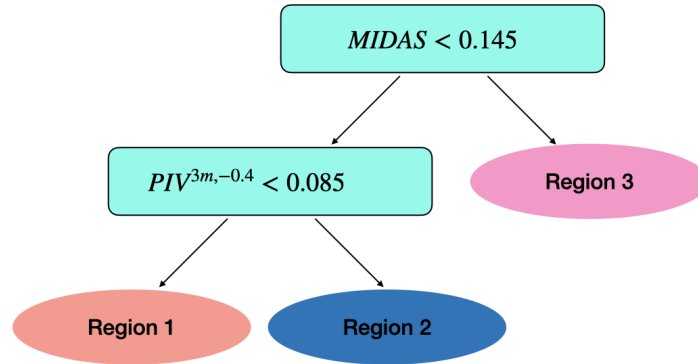 MIDAS < 0.145
PIV^{3m,−0.4} < 0.085
Region 3
Region 1
Region 2